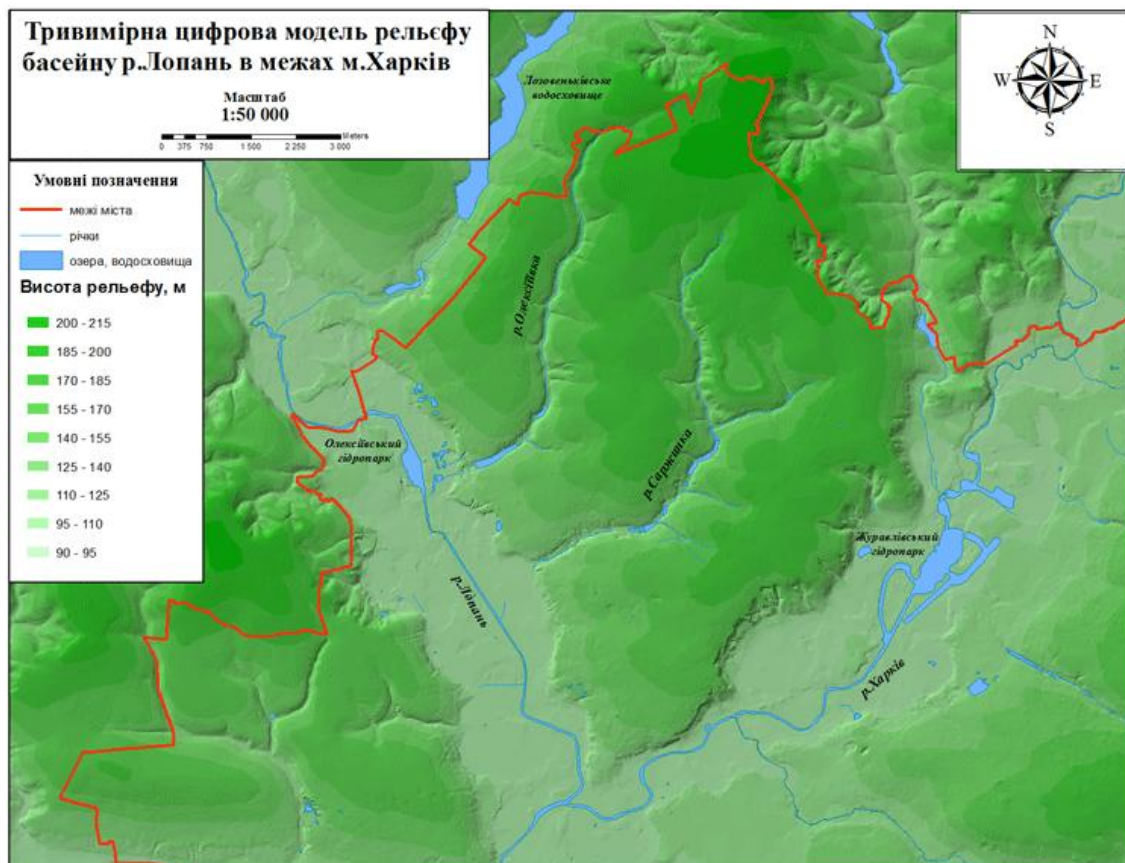 Тривимірна цифрова модель рельєфу
басейну р.Лопань в межах м.Харків
Масштаб
1:50 000
Meters
0 375 750 1 500 2 250 3 000
N
W E
S
Умовні позначення
межі міста
річки
озера, водосховища
Висота рельєфу, м
200 - 215
185 - 200
170 - 185
155 - 170
140 - 155
125 - 140
110 - 125
95 - 110
90 - 95
Лозовеньківське
водосховище
р.Олексіївка
Олексіївський
гідропарк
р.Саржинка
Журавлівський
гідропарк
р.Лопань
р.Харків